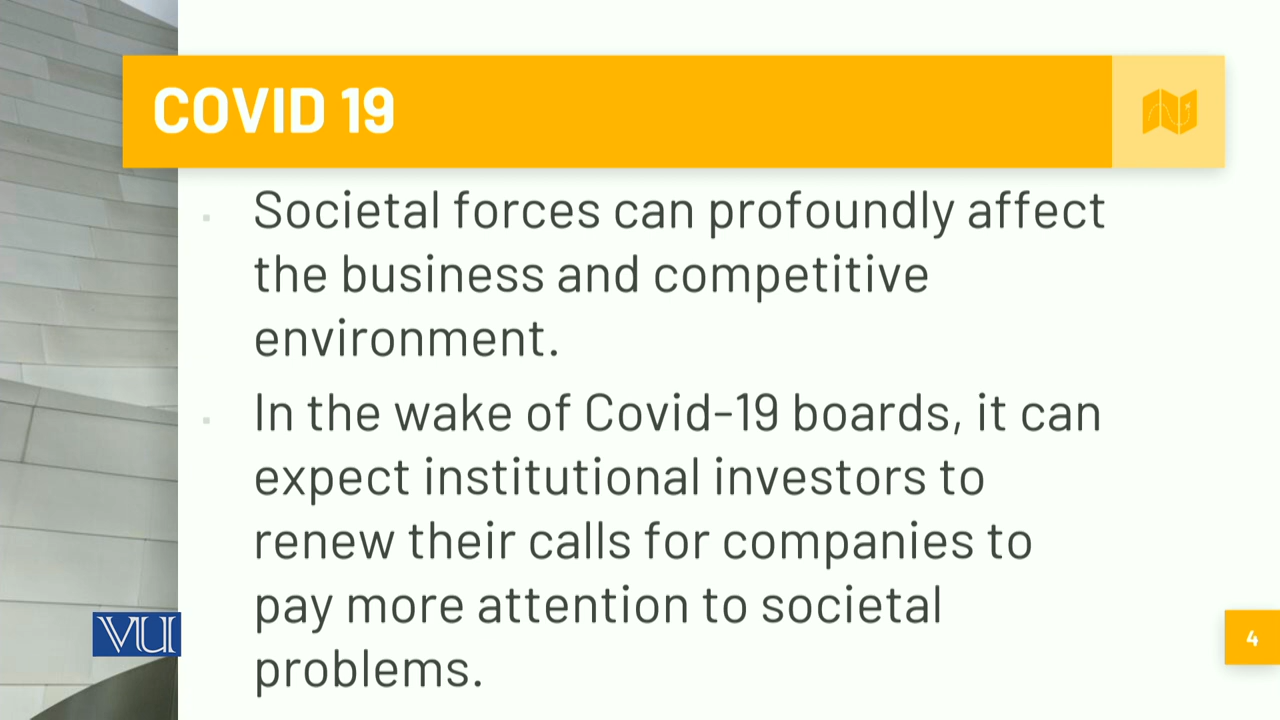 COVID 19
Societal forces can profoundly affect
the business and competitive
environment.
In the wake of Covid-19 boards, it can
expect institutional investors to
renew their calls for companies to
pay more attention to societal
problems.
VU
4